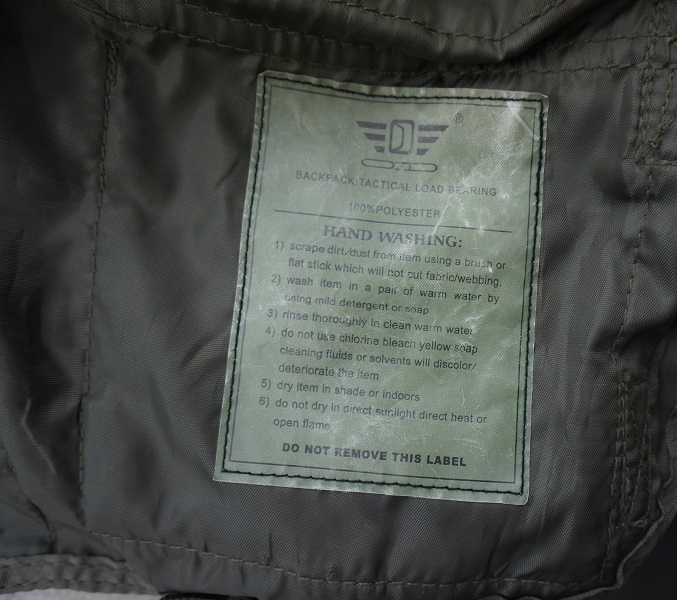 ®
BACKPACK:TACTICAL LOAD BEARING
100%POLYESTER
HAND WASHING:
1) scrape dirt/dust from item using a brush or
flat stick which will not cut fabric/webbing,
2) wash item in a pair of warm water by
using mild detergent or soap
3) rinse thoroghly in clean warm water
4) do not use chlorine bleach yellow soap
cleaning fluids or solvents will discolor/
deteriorate the item
5) dry item in shade or indoors
6) do not dry in direct sunlight direct heat or
open flame
DO NOT REMOVE THIS LABEL